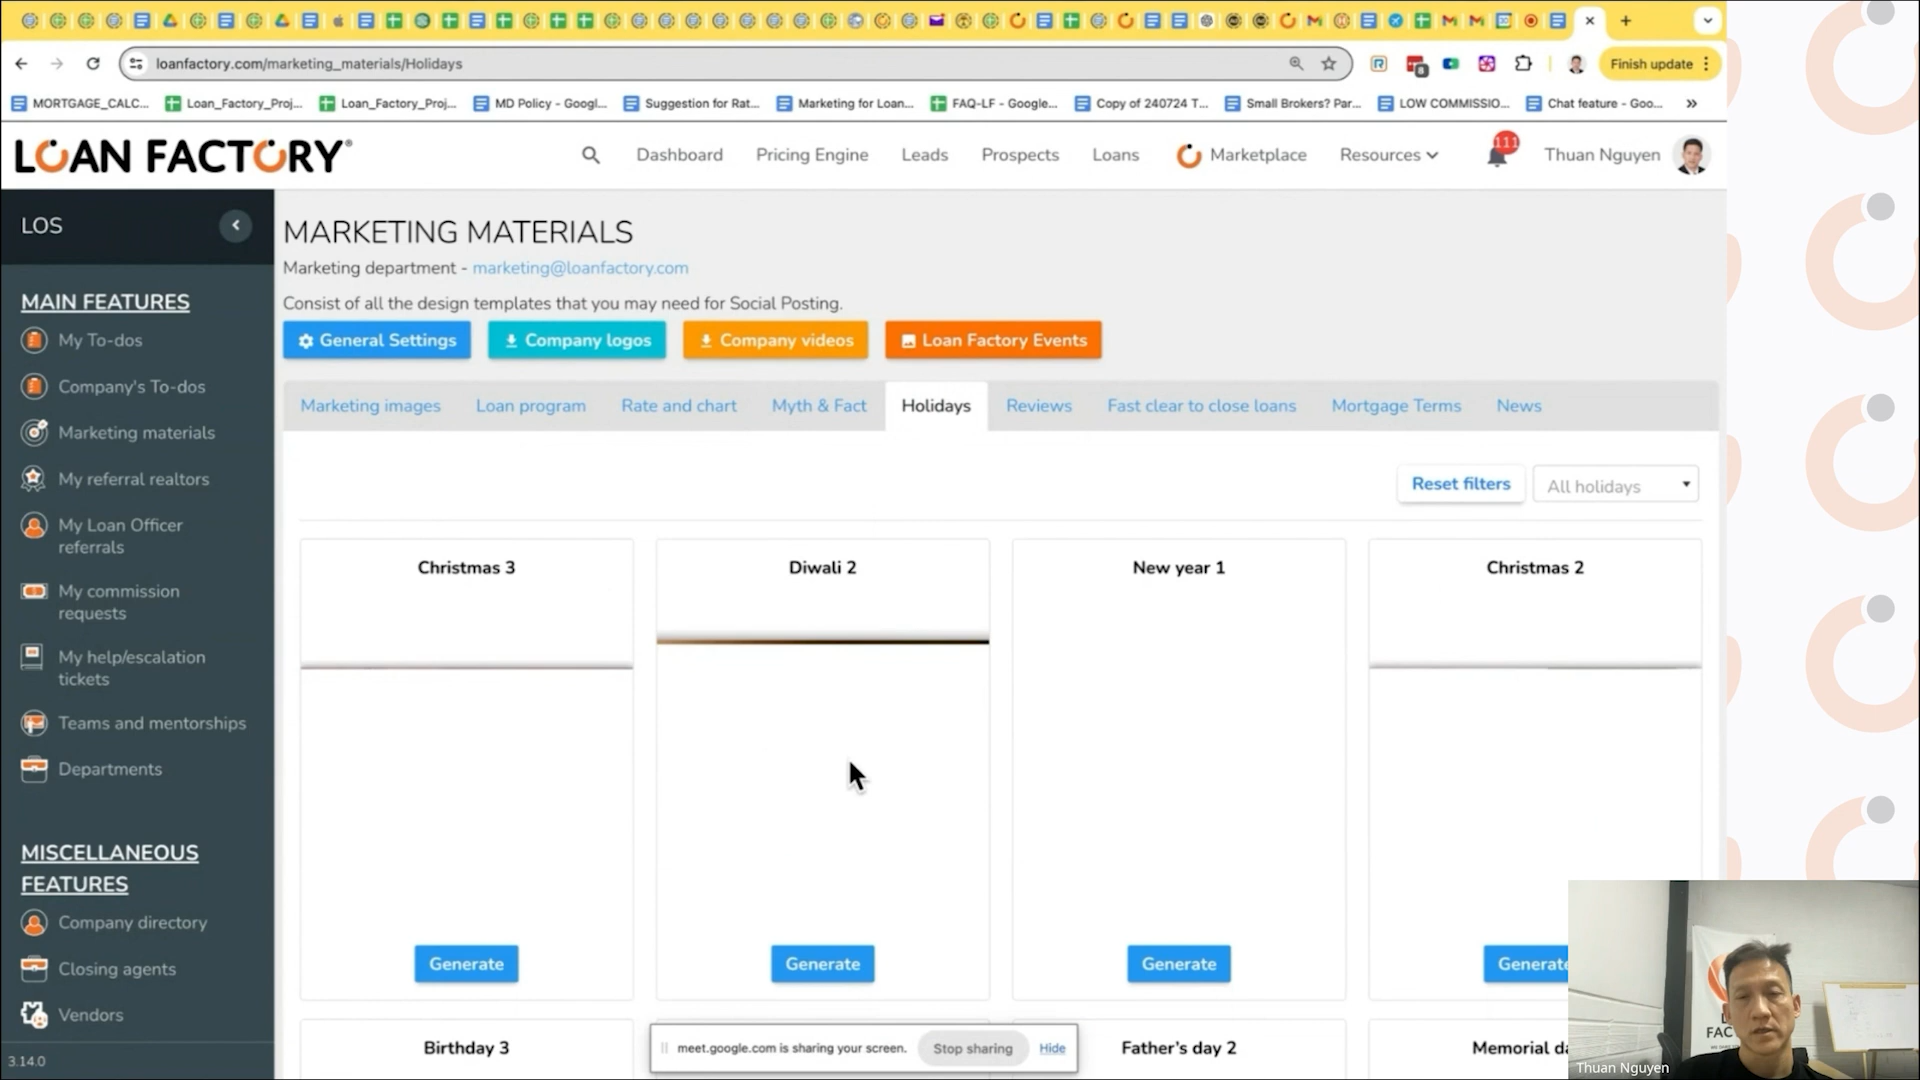 loanfactory.com/marketing_materials/Holidays
Finish update
MORTGAGE_CALC...
Loan_Factory_Proj...
Loan_Factory_Proj...
MD Policy - Googl...
Suggestion for Rat...
Marketing for Loan...
FAQ-LF - Google...
Copy of 240724 T...
Small Brokers? Par...
LOW COMMISSIO...
Chat feature - Goo...
LOAN FACTORY®
Dashboard
Pricing Engine
Leads
Prospects
Loans
Marketplace
Resources
111
Thuan Nguyen
LOS
MAIN FEATURES
My To-dos
Company's To-dos
Marketing materials
My referral realtors
My Loan Officer
referrals
My commission
requests
My help/escalation
tickets
Teams and mentorships
Departments
MISCELLANEOUS
FEATURES
Company directory
Closing agents
Vendors
3.14.0
MARKETING MATERIALS
Marketing department - marketing@loanfactory.com
Consist of all the design templates that you may need for Social Posting.
General Settings
Company logos
Company videos
Loan Factory Events
Marketing images
Loan program
Rate and chart
Myth & Fact
Holidays
Reviews
Fast clear to close loans
Mortgage Terms
News
Reset filters
All holidays
Christmas 3
Diwali 2
New year 1
Christmas 2
Generate
Generate
Generate
Generate
Birthday 3
Father's day 2
Memorial da
meet.google.com is sharing your screen.
Stop sharing
Hide
FAC
Thuan Nguyen